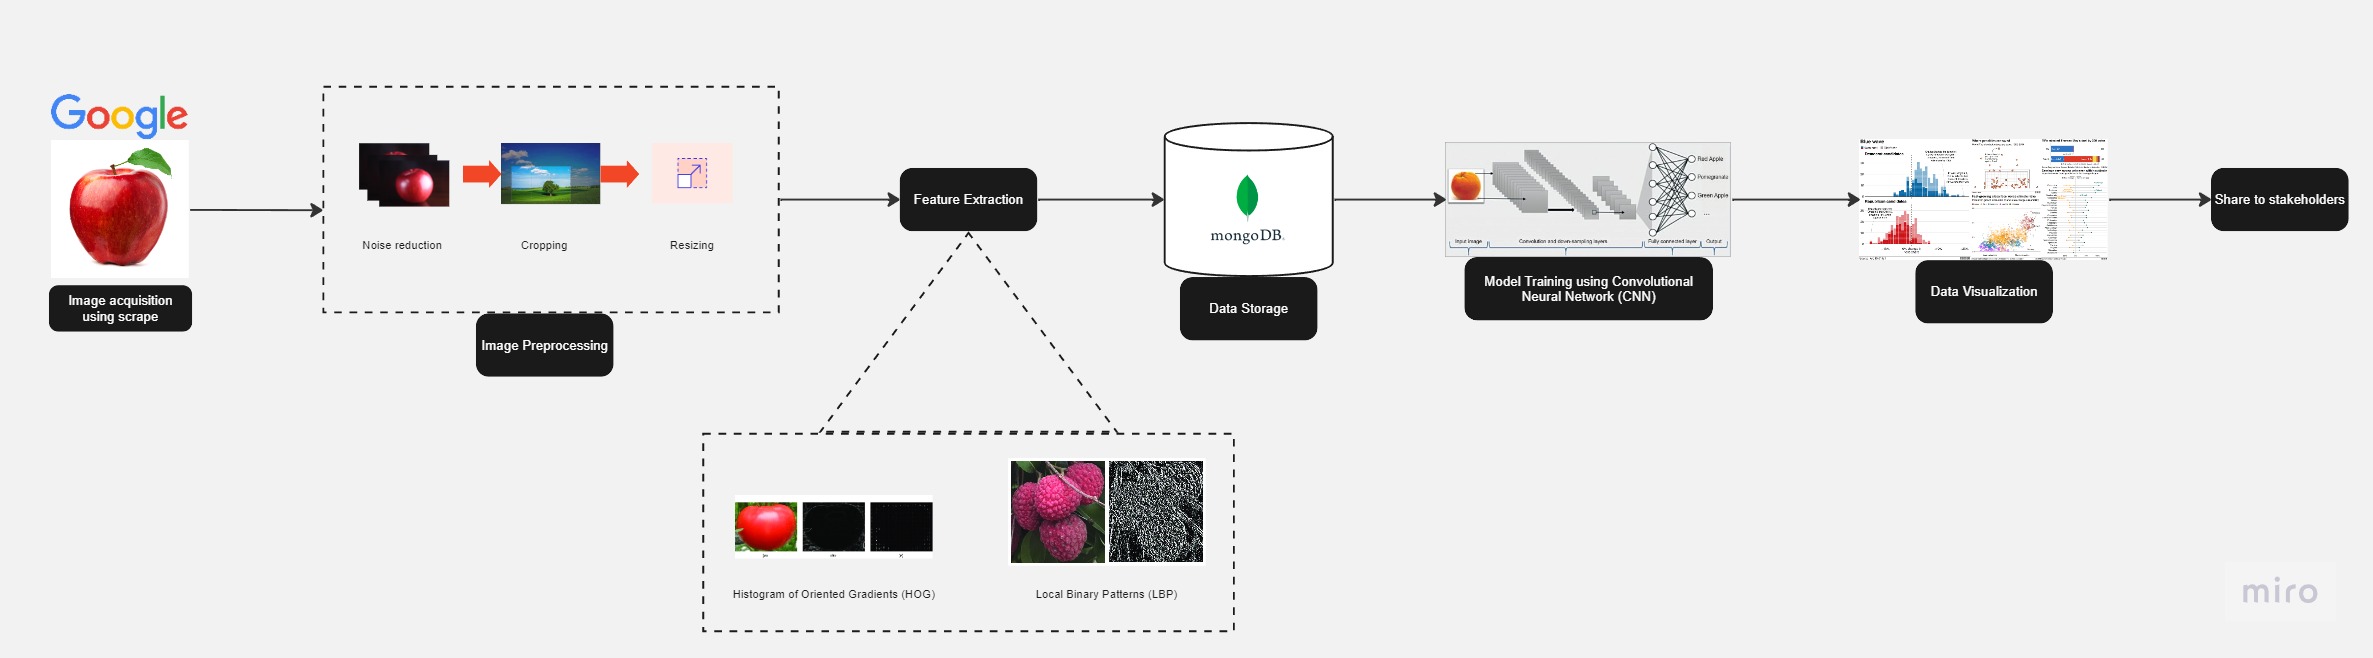 Google
Image acquisition
using scrape
Noise reduction
Cropping
Resizing
Image Preprocessing
Feature Extraction
Histogram of Oriented Gradients (HOG)
Local Binary Patterns (LBP)
mongoDB.
Data Storage
Red Apple
Pomegranate
Green Apple
...
Input image
Convolution and down-sampling layers
Fully connected layer
Output
Model Training using Convolutional
Neural Network (CNN)
Blue wave
Data Visualization
Share to stakeholders
miro